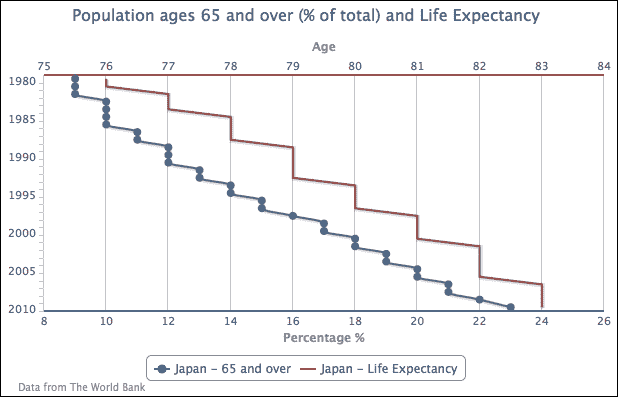 Population ages 65 and over (% of total) and Life Expectancy
Age
75 76 77 78 79 80 81 82 83 84
1980
1985
1990
1995
2000
2005
2010
8 10 12 14 16 18 20 22 24 26
Percentage %
Japan - 65 and over Japan - Life Expectancy
Data from The World Bank